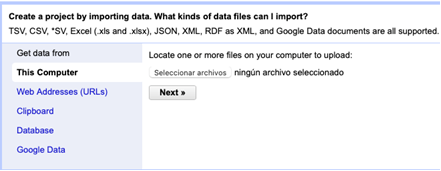 Create a project by importing data. What kinds of data files can I import?
TSV, CSV, *SV, Excel (.xls and .xlsx), JSON, XML, RDF as XML, and Google Data documents are all supported.
Get data from
This Computer
Web Addresses (URLs)
Clipboard
Database
Google Data
Locate one or more files on your computer to upload:
Seleccionar archivos ningún archivo seleccionado
Next »